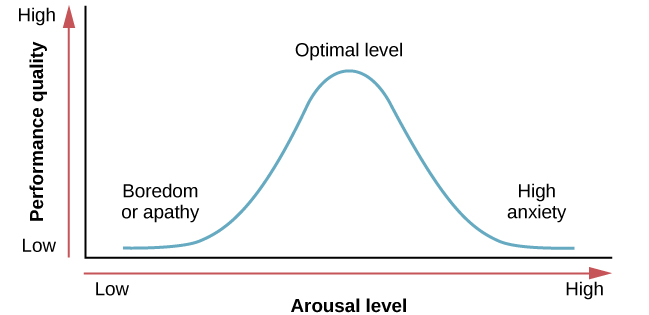 High
Performance quality
Low
Optimal level
Boredom
or apathy
High
anxiety
Low
High
Arousal level